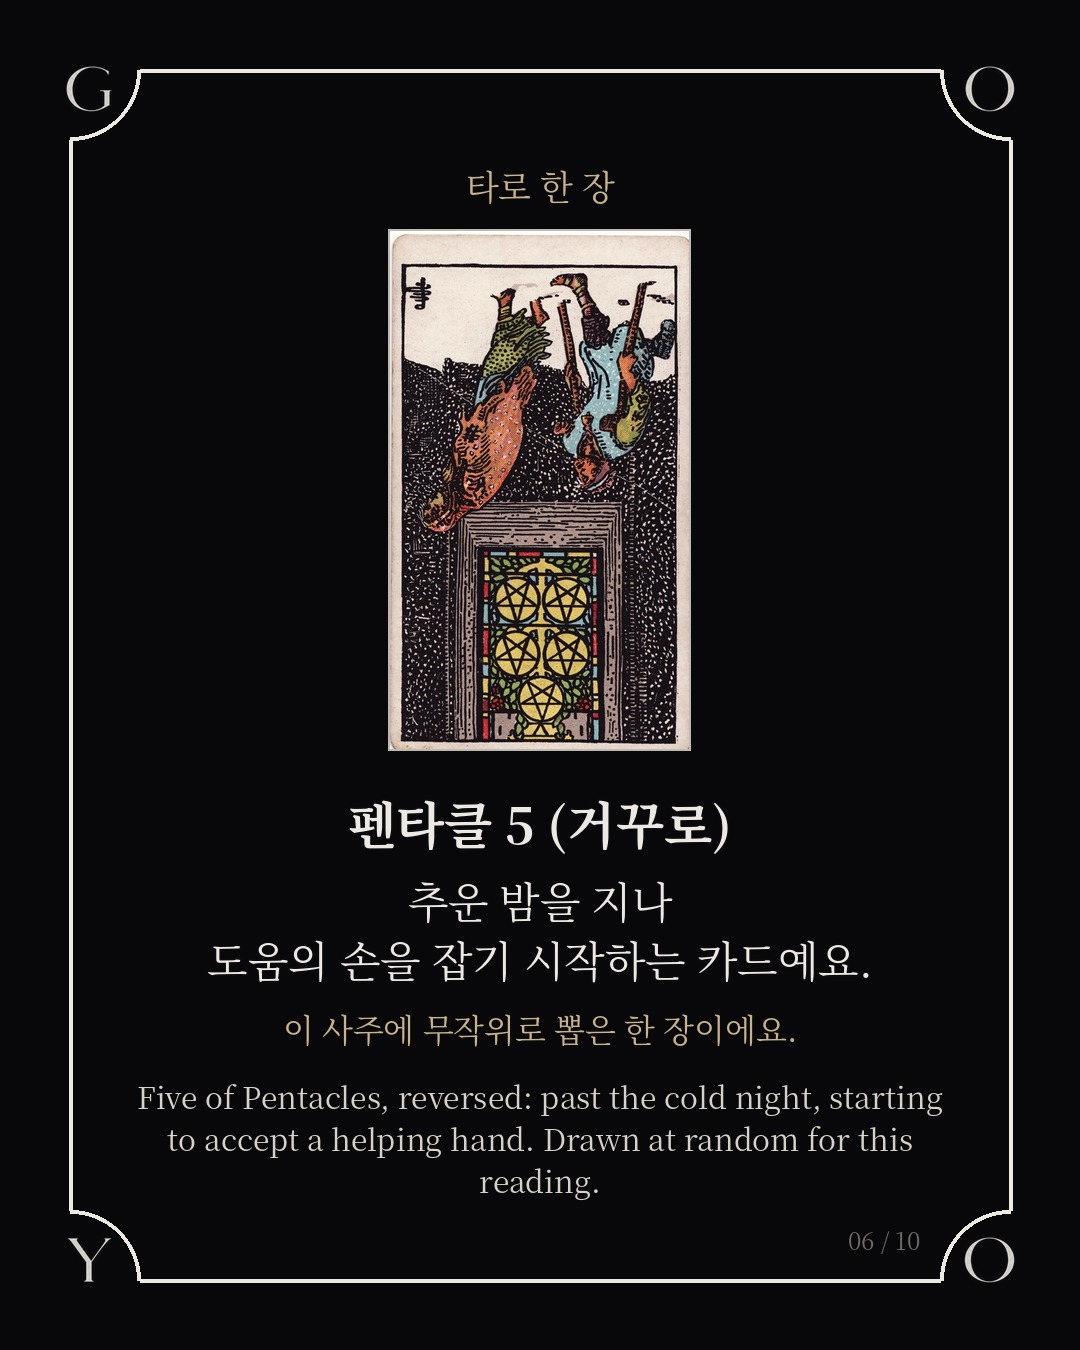 G O
타로 한 장
펜타클 5 (거꾸로)
추운 밤을 지나
도움의 손을 잡기 시작하는 카드예요.
이 사주에 무작위로 뽑은 한 장이에요.
Five of Pentacles, reversed: past the cold night, starting
to accept a helping hand. Drawn at random for this
reading.
06 / 10
Y O